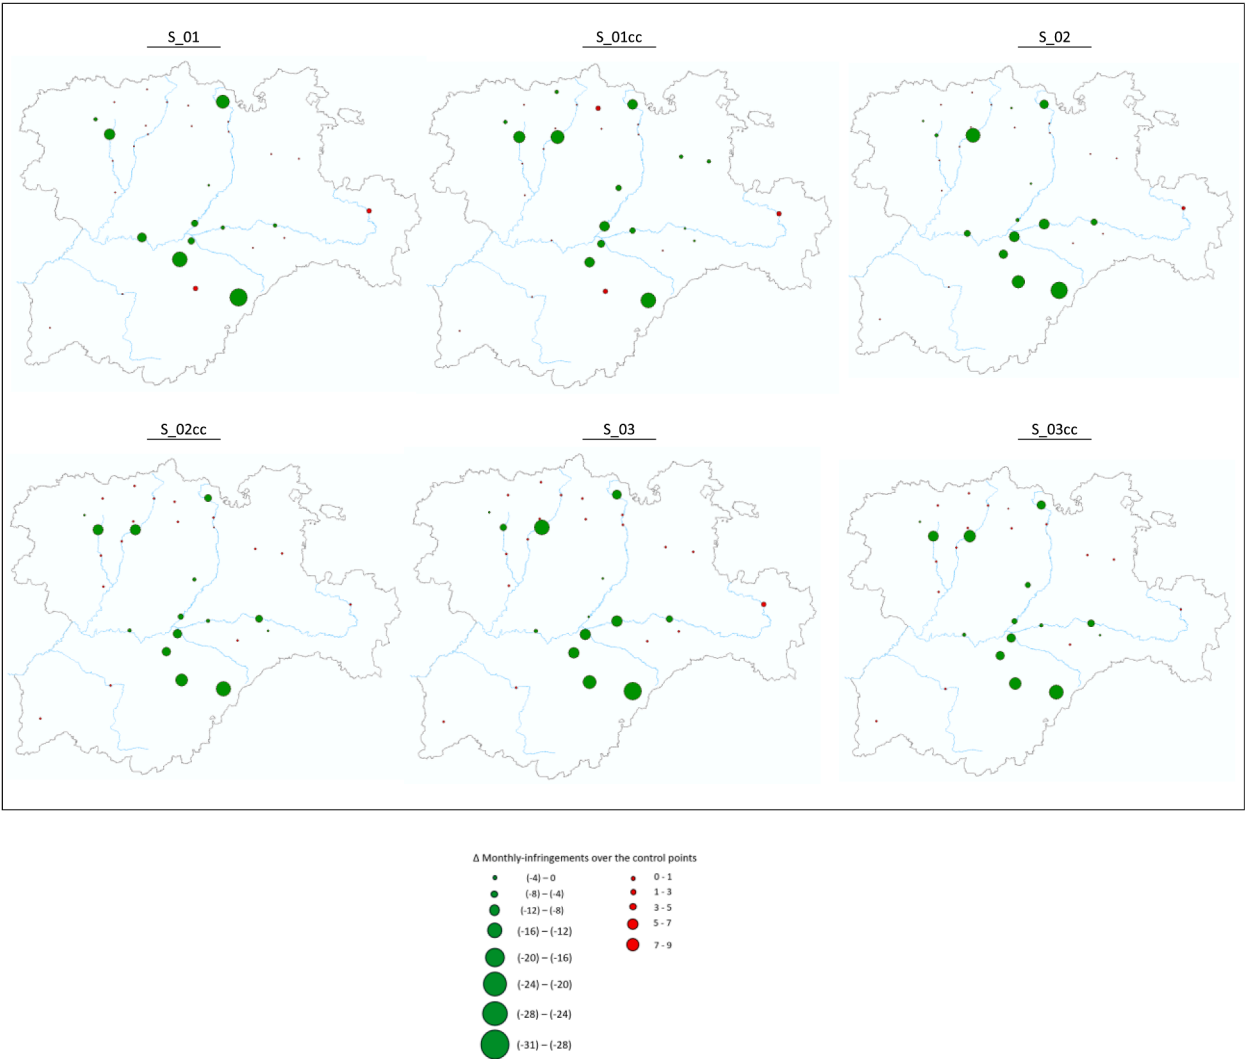 S_01
S_01cc
S_02
S_02cc
S_03
S_03cc
Δ Monthly-infringements over the control points
(-4) – 0
0 - 1
(-8) – (-4)
1 - 3
(-12) – (-8)
3 - 5
(-16) – (-12)
5 - 7
(-20) – (-16)
7 - 9
(-24) – (-20)
(-28) – (-24)
(-31) – (-28)